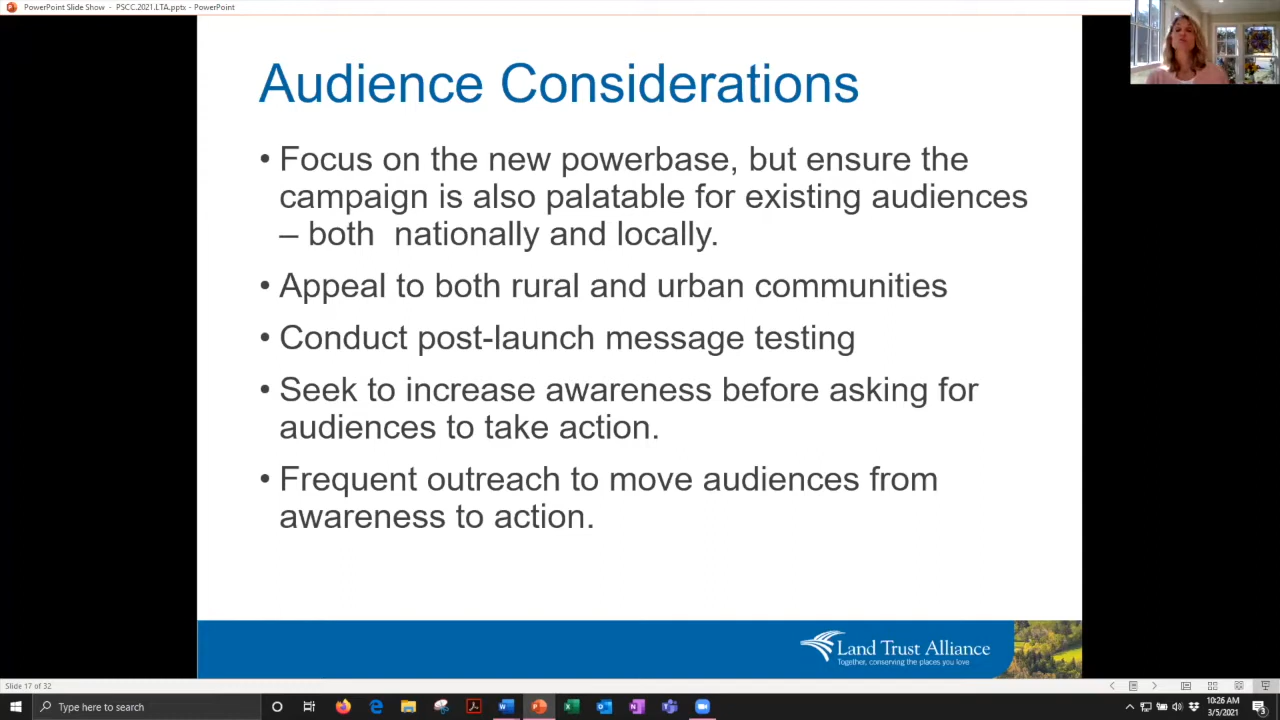 PowerPoint Slide Show - PSCC.2021.LTA.pptx - PowerPoint
Audience Considerations
• Focus on the new powerbase, but ensure the
campaign is also palatable for existing audiences
– both nationally and locally.
• Appeal to both rural and urban communities
• Conduct post-launch message testing
• Seek to increase awareness before asking for
audiences to take action.
• Frequent outreach to move audiences from
awareness to action.
Land Trust Alliance
Together, conserving the places you love
Slide 17 of 32
Type here to search
10:26 AM
3/5/2021
3